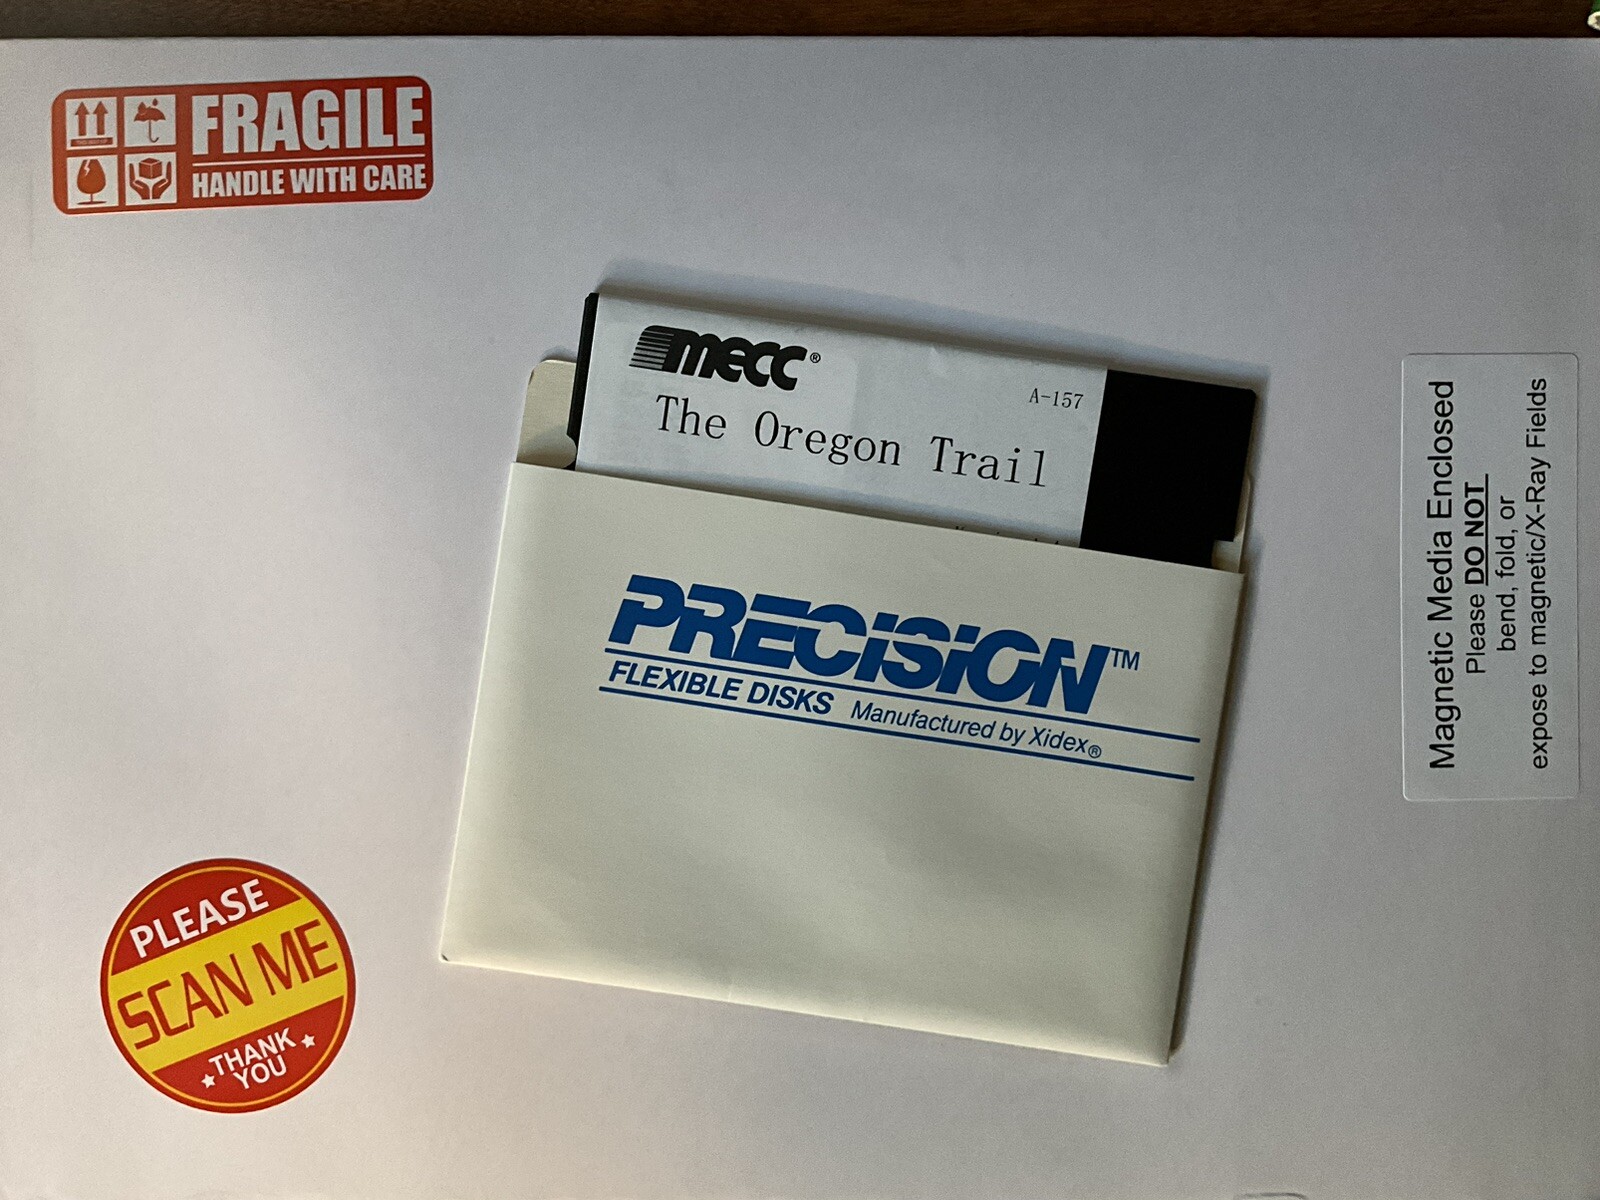 FRAGILE
HANDLE WITH CARE
mecc®
A-157
The Oregon Trail
PRECISION™
FLEXIBLE DISKS Manufactured by Xidex®
Magnetic Media Enclosed
Please DO NOT
bend, fold, or
expose to magnetic/X-Ray Fields
PLEASE
SCAN ME
THANK
YOU